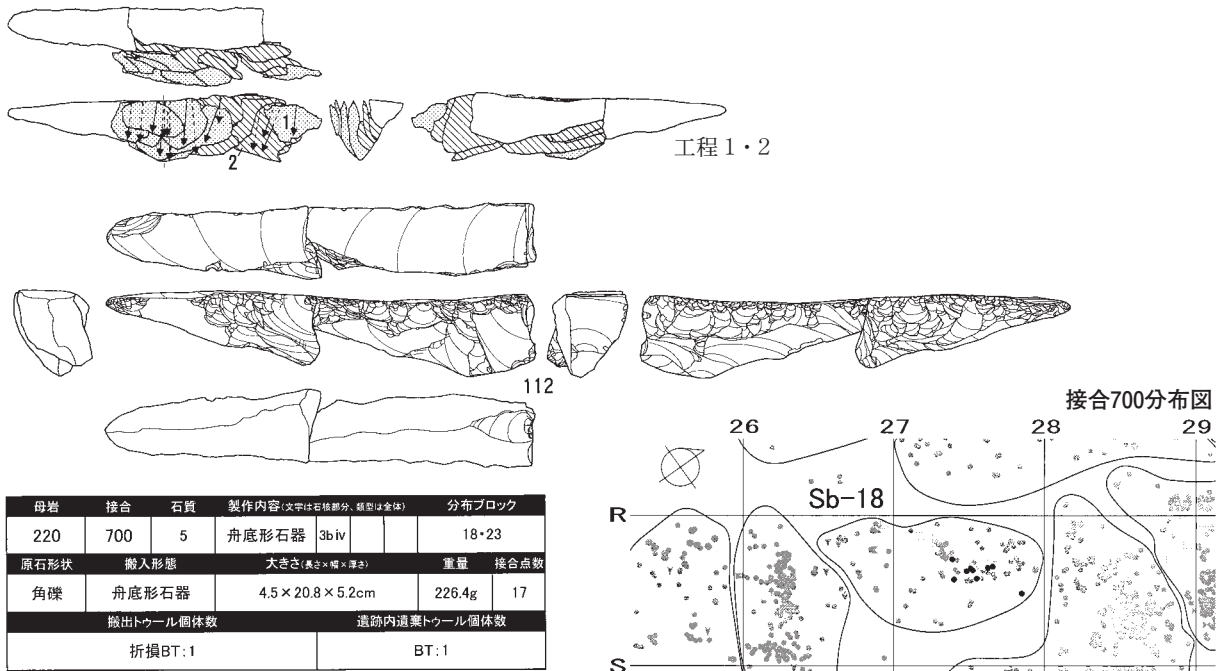 1
2
工程1・2
112
接合700分布図
26 27 28 29
Sb-18
R
S
母岩 接合 石質 製作内容(文字は石核部分、類型は全体) 分布ブロック
220 700 5 舟底形石器 3bⅳ 18・23
原石形状 搬入形態 大きさ(長さ×幅×厚さ) 重量 接合点数
角礫 舟底形石器 4.5×20.8×5.2cm 226.4g 17
搬出トゥール個体数 遺跡内遺棄トゥール個体数
折損BT:1 BT:1